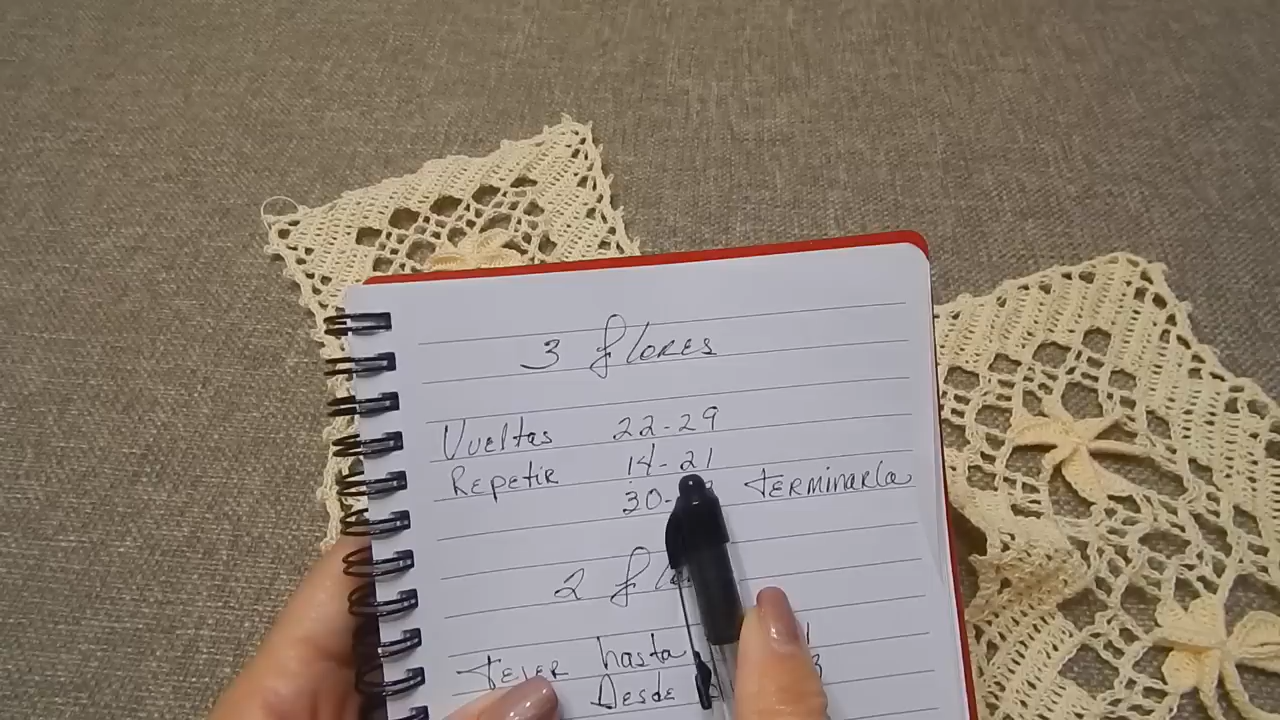 3 flores
Vueltas 22-29
Repetir 14-21
30- terminarla
2
Tejer hasta
Desde